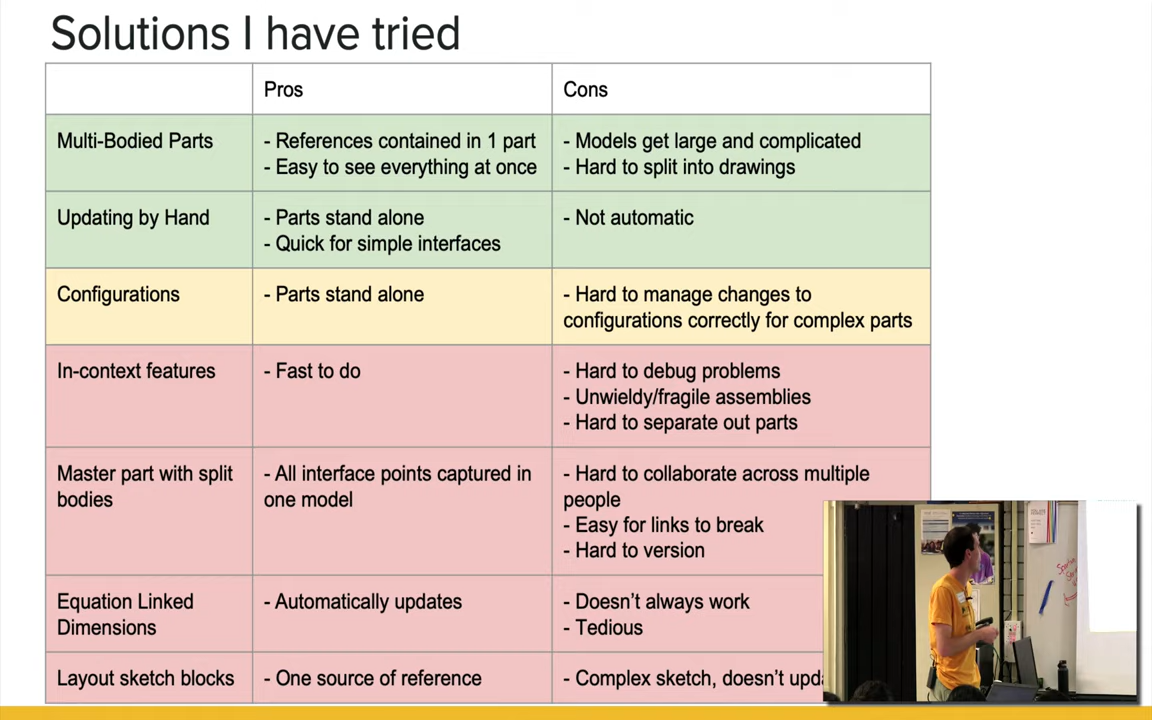 Solutions I have tried
Pros
Cons
Multi-Bodied Parts
- References contained in 1 part
- Easy to see everything at once
- Models get large and complicated
- Hard to split into drawings
Updating by Hand
- Parts stand alone
- Quick for simple interfaces
- Not automatic
Configurations
- Parts stand alone
- Hard to manage changes to
configurations correctly for complex parts
In-context features
- Fast to do
- Hard to debug problems
- Unwieldy/fragile assemblies
- Hard to separate out parts
Master part with split
bodies
- All interface points captured in
one model
- Hard to collaborate across multiple
people
- Easy for links to break
- Hard to version
Equation Linked
Dimensions
- Automatically updates
- Doesn't always work
- Tedious
Layout sketch blocks
- One source of reference
- Complex sketch, doesn't